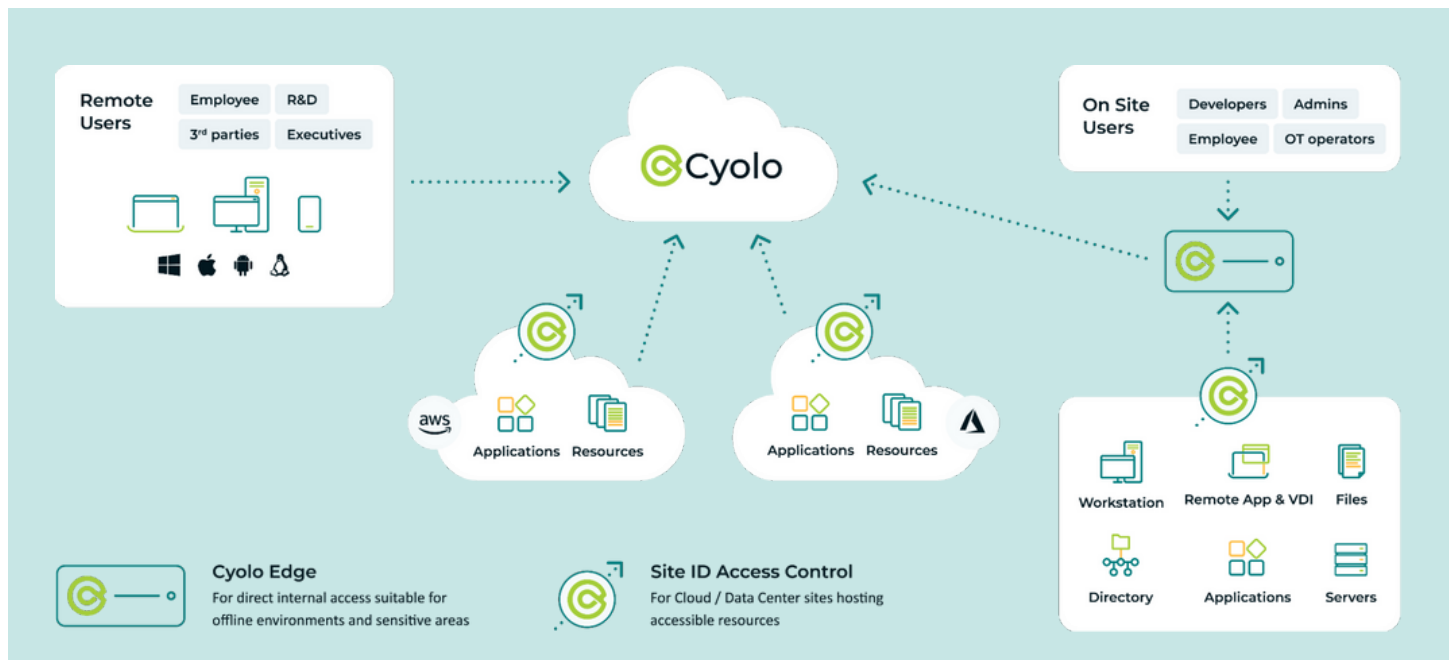 Remote
Users
Employee
R&D
3rd parties
Executives
Cyolo
On Site
Users
Developers
Admins
Employee
OT operators
aws
Applications
Resources
Applications
Resources
Workstation
Remote App & VDI
Files
Directory
Applications
Servers
Cyolo Edge
For direct internal access suitable for
offline environments and sensitive areas
Site ID Access Control
For Cloud / Data Center sites hosting
accessible resources